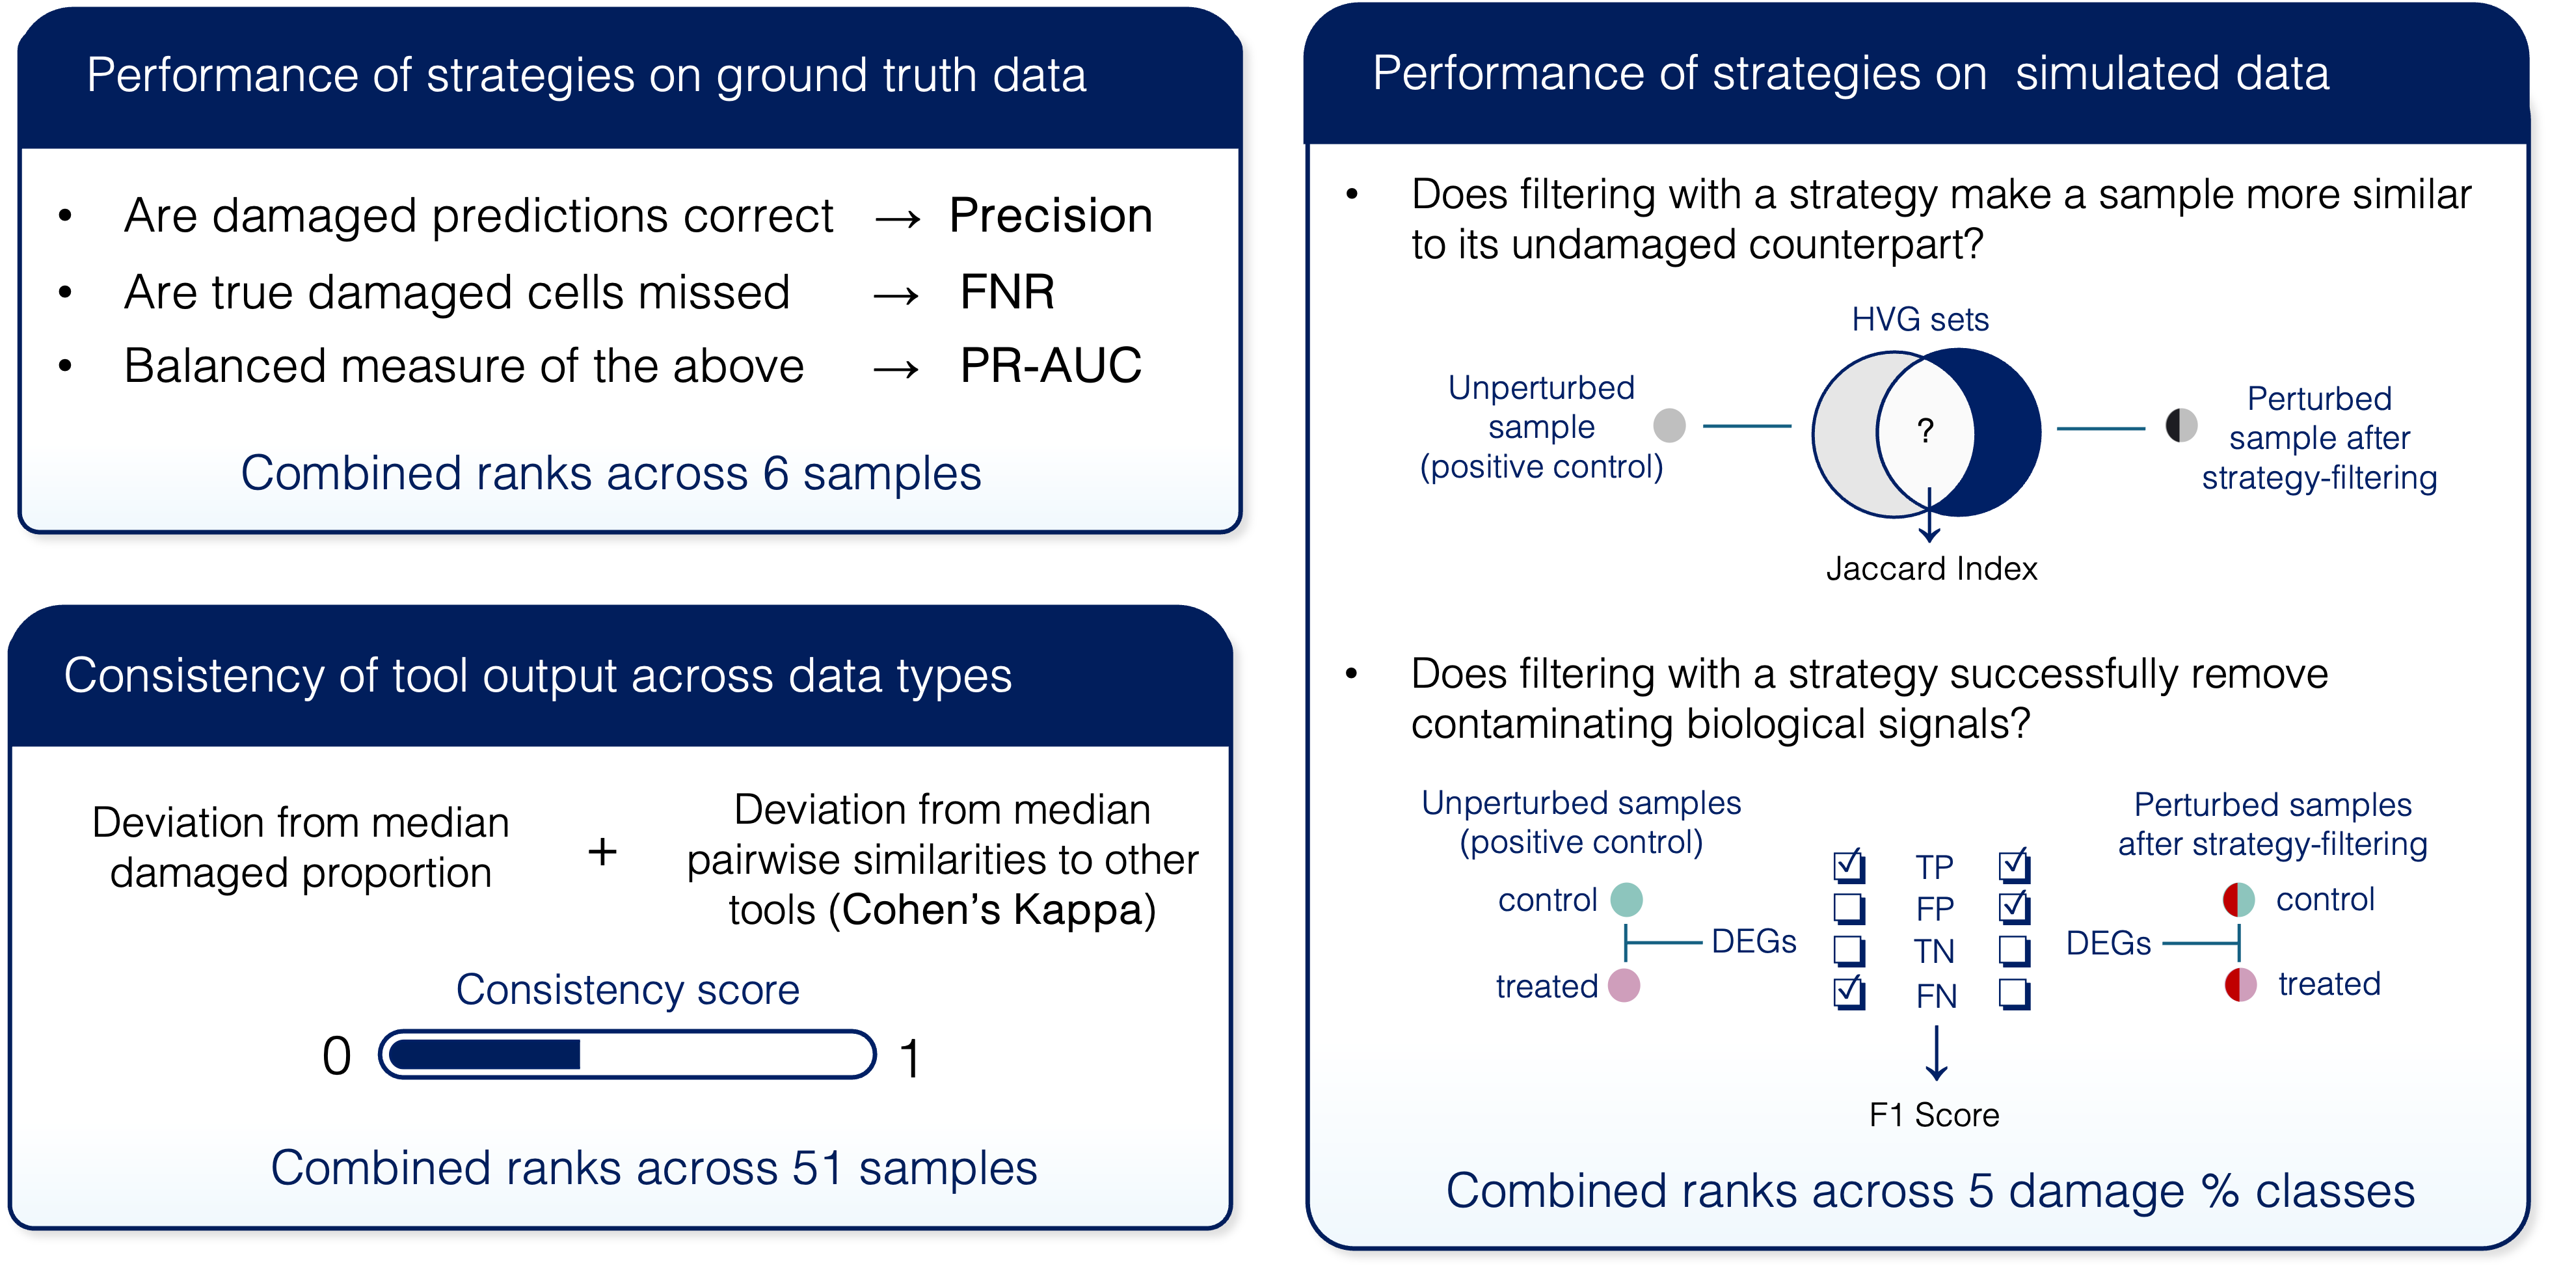 Performance of strategies on ground truth data
• Are damaged predictions correct → Precision
• Are true damaged cells missed → FNR
• Balanced measure of the above → PR-AUC
Combined ranks across 6 samples
Consistency of tool output across data types
Deviation from median
damaged proportion
+
Deviation from median
pairwise similarities to other
tools (Cohen's Kappa)
Consistency score
0 1
Combined ranks across 51 samples
Performance of strategies on simulated data
• Does filtering with a strategy make a sample more similar
to its undamaged counterpart?
HVG sets
Unperturbed
sample
(positive control)
?
Perturbed
sample after
strategy-filtering
Jaccard Index
• Does filtering with a strategy successfully remove
contaminating biological signals?
Unperturbed samples
(positive control)
control
treated
DEGs
TP
FP
TN
FN
Perturbed samples
after strategy-filtering
DEGs
control
treated
F1 Score
Combined ranks across 5 damage % classes